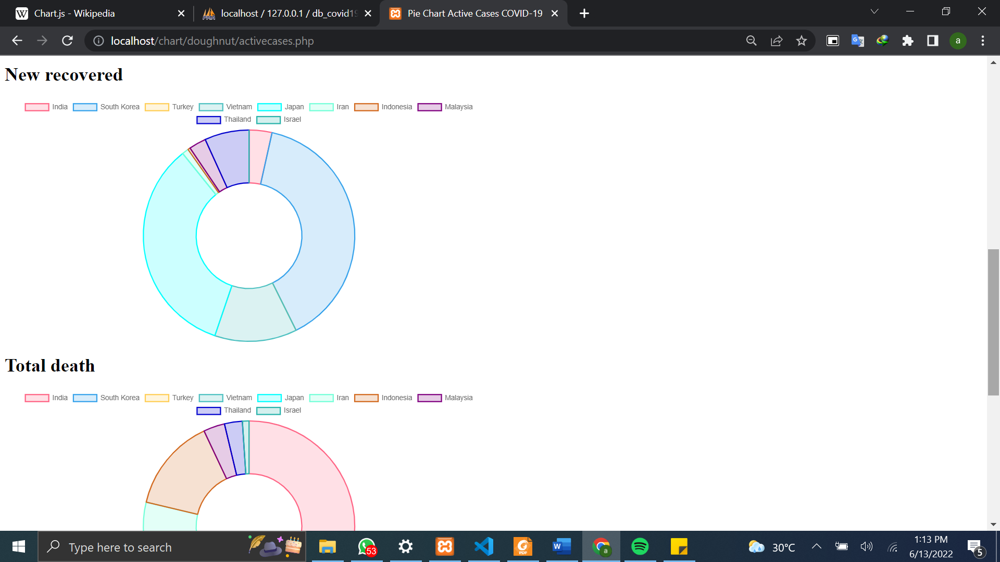 Chart.js - Wikipedia
localhost / 127.0.0.1 / db_covid19
Pie Chart Active Cases COVID-19
localhost/chart/doughnut/activecases.php
a
New recovered
India South Korea Turkey Vietnam Japan Iran Indonesia Malaysia
Thailand Israel
Total death
India South Korea Turkey Vietnam Japan Iran Indonesia Malaysia
Thailand Israel
Type here to search
53
PDF
W
a
30°C
1:13 PM
6/13/2022
5